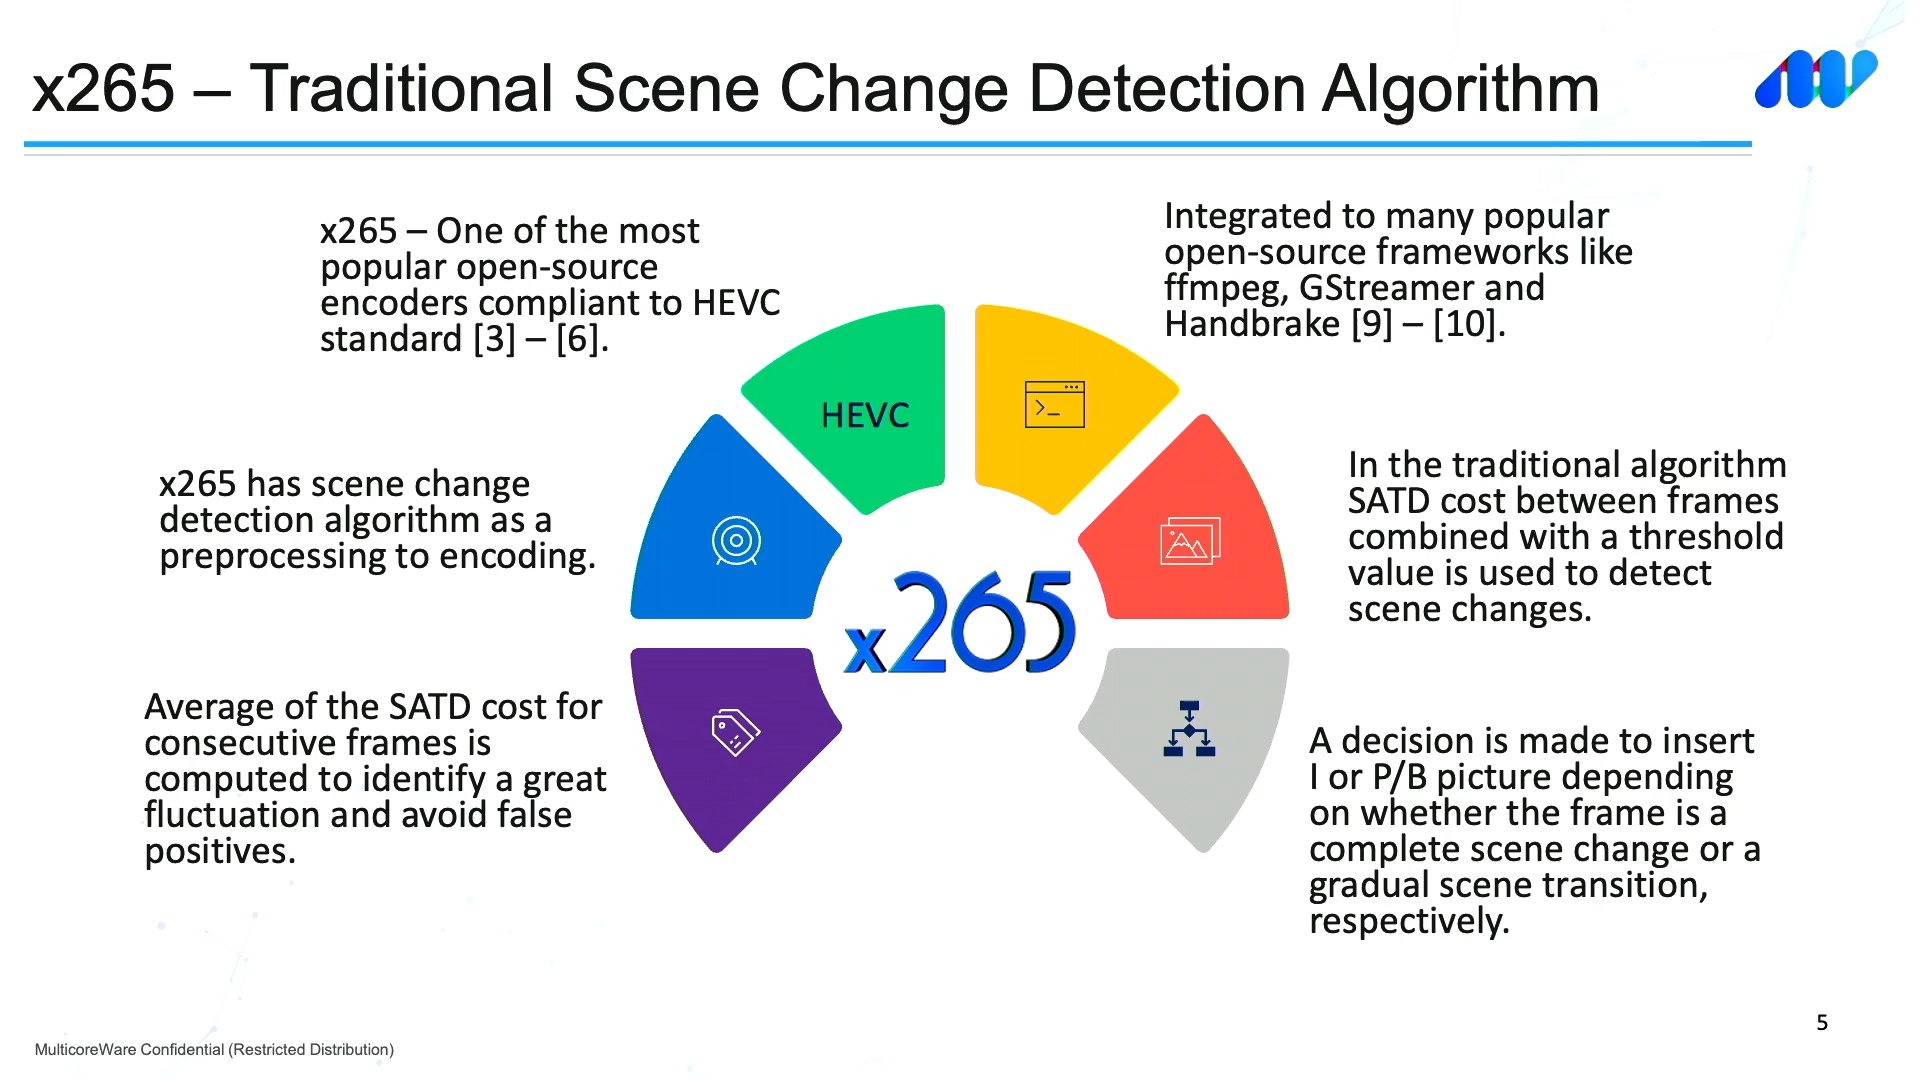 x265 – Traditional Scene Change Detection Algorithm
x265 – One of the most
popular open-source
encoders compliant to HEVC
standard [3] – [6].
Integrated to many popular
open-source frameworks like
ffmpeg, GStreamer and
Handbrake [9] – [10].
HEVC
x265 has scene change
detection algorithm as a
preprocessing to encoding.
In the traditional algorithm
SATD cost between frames
combined with a threshold
value is used to detect
scene changes.
x265
Average of the SATD cost for
consecutive frames is
computed to identify a great
fluctuation and avoid false
positives.
A decision is made to insert
I or P/B picture depending
on whether the frame is a
complete scene change or a
gradual scene transition,
respectively.
5
MulticoreWare Confidential (Restricted Distribution)